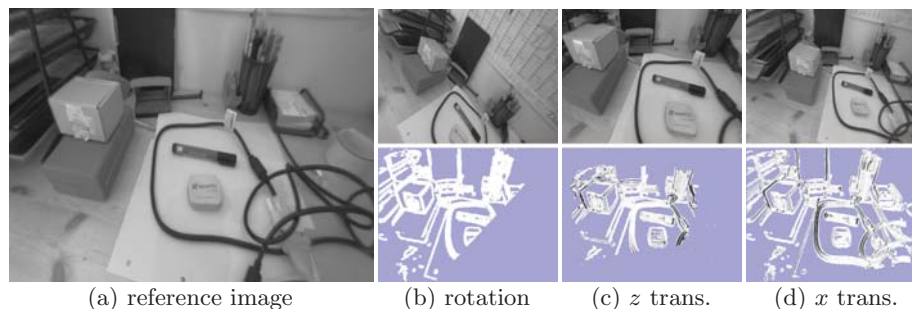 (a) reference image (b) rotation (c) z trans. (d) x trans.